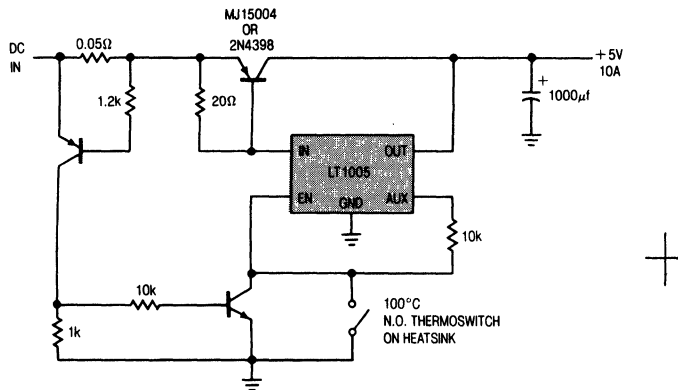 MJ15004
OR
2N4398
DC
IN
0.05Ω
+5V
10A
1.2k
20Ω
+
1000µf
IN
OUT
LT1005
EN
GND
AUX
10k
10k
1k
100°C
N.O. THERMOSWITCH
ON HEATSINK